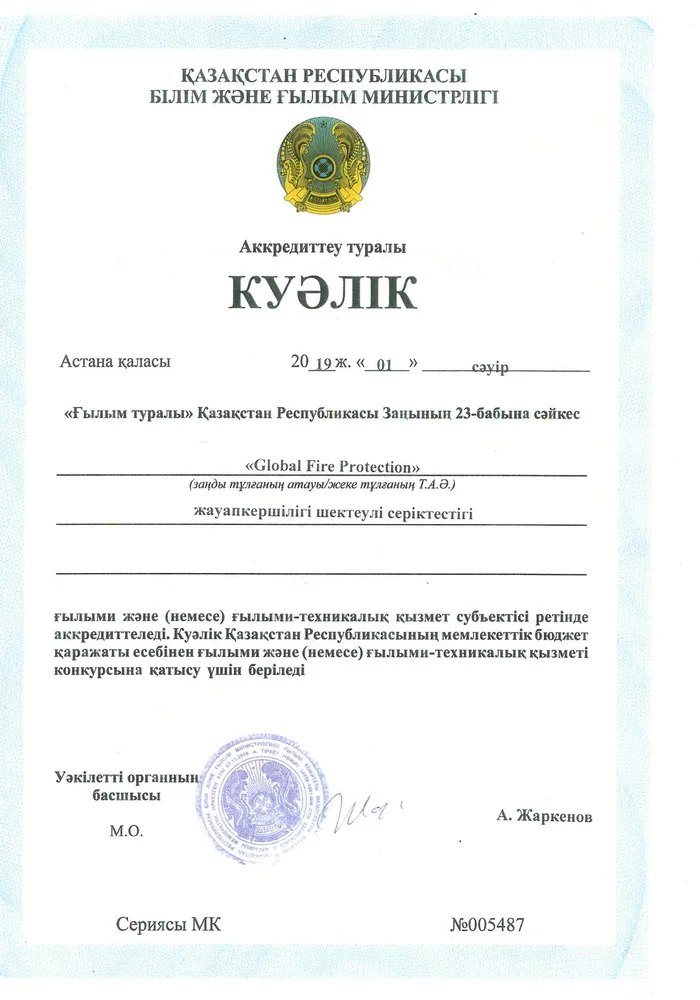 ҚАЗАҚСТАН РЕСПУБЛИКАСЫ
БІЛІМ ЖӘНЕ ҒЫЛЫМ МИНИСТРЛІГІ
Аккредиттеу туралы
КУӘЛІК
Астана қаласы 20 19 ж. « 01 » сәуір
«Ғылым туралы» Қазақстан Республикасы Заңының 23-бабына сәйкес
«Global Fire Protection»
(заңды тұлғаның атауы/жеке тұлғаның Т.А.Ә.)
жауапкершілігі шектеулі серіктестігі
ғылыми және (немесе) ғылыми-техникалық қызмет субъектісі ретінде
аккредиттеледі. Куәлік Қазақстан Республикасының мемлекеттік бюджет
қаражаты есебінен ғылыми және (немесе) ғылыми-техникалық қызметі
конкурсына қатысу үшін беріледі
Уәкілетті органның
басшысы
А. Жаркенов
М.О.
Сериясы МК №005487